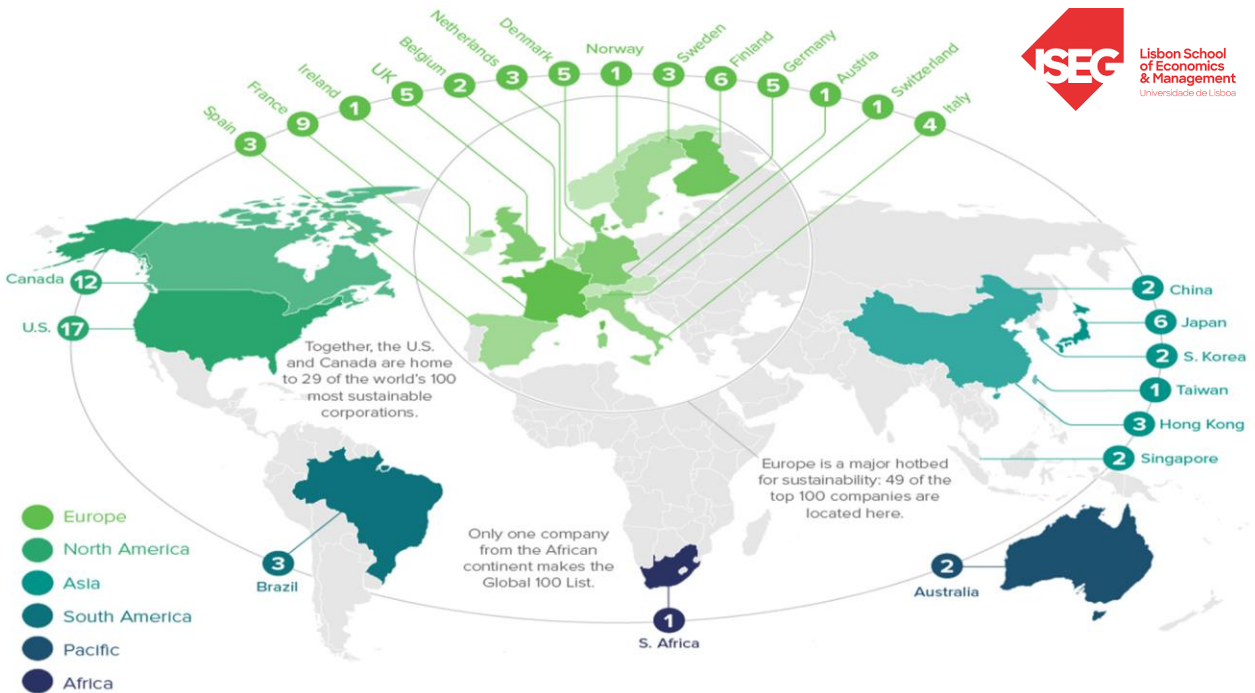 Spain
3
France
9
Ireland
1
UK
5
Belgium
2
Netherlands
3
Denmark
5
Norway
1
Sweden
3
Finland
6
Germany
5
Austria
1
Switzerland
1
Italy
4
ISEG
Lisbon School
of Economics
& Management
Universidade de Lisboa
Canada 12
U.S. 17
Together, the U.S.
and Canada are home
to 29 of the world's 100
most sustainable
corporations.
2 China
6 Japan
2 S. Korea
1 Taiwan
3 Hong Kong
2 Singapore
Europe is a major hotbed
for sustainability: 49 of the
top 100 companies are
located here.
Only one company
from the African
continent makes the
Global 100 List.
3
Brazil
2
Australia
1
S. Africa
Europe
North America
Asia
South America
Pacific
Africa